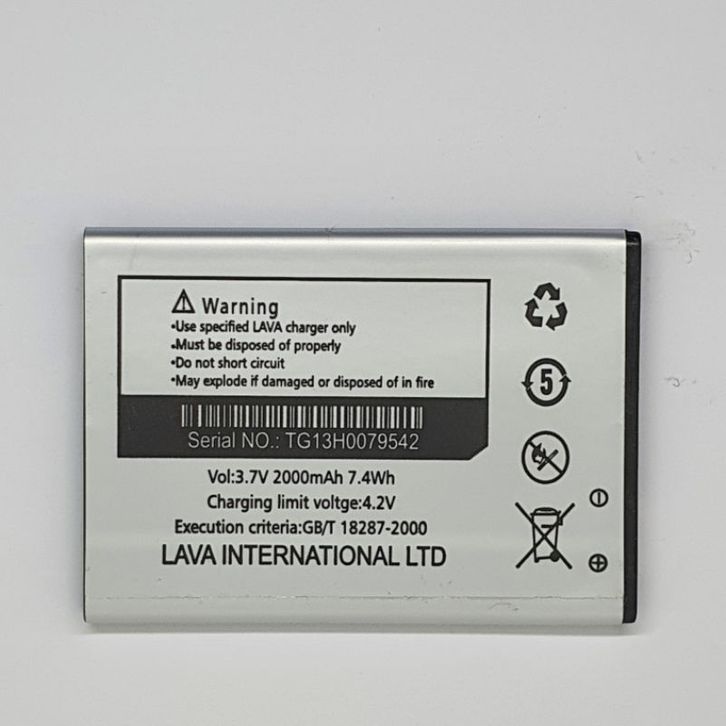 Warning
•Use specified LAVA charger only
•Must be disposed of properly
•Do not short circuit
•May explode if damaged or disposed of in fire
Serial NO.: TG13H0079542
Vol:3.7V 2000mAh 7.4Wh
Charging limit voltge:4.2V
Execution criteria:GB/T 18287-2000
LAVA INTERNATIONAL LTD
5